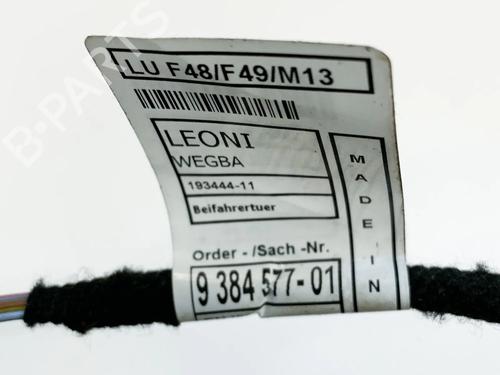 LU F48/F49/M13
LEONI
WEGBA
193444-11
Beifahrertuer
MADE IN
Order - /Sach -Nr.
9 384 577-01
B-PARTS